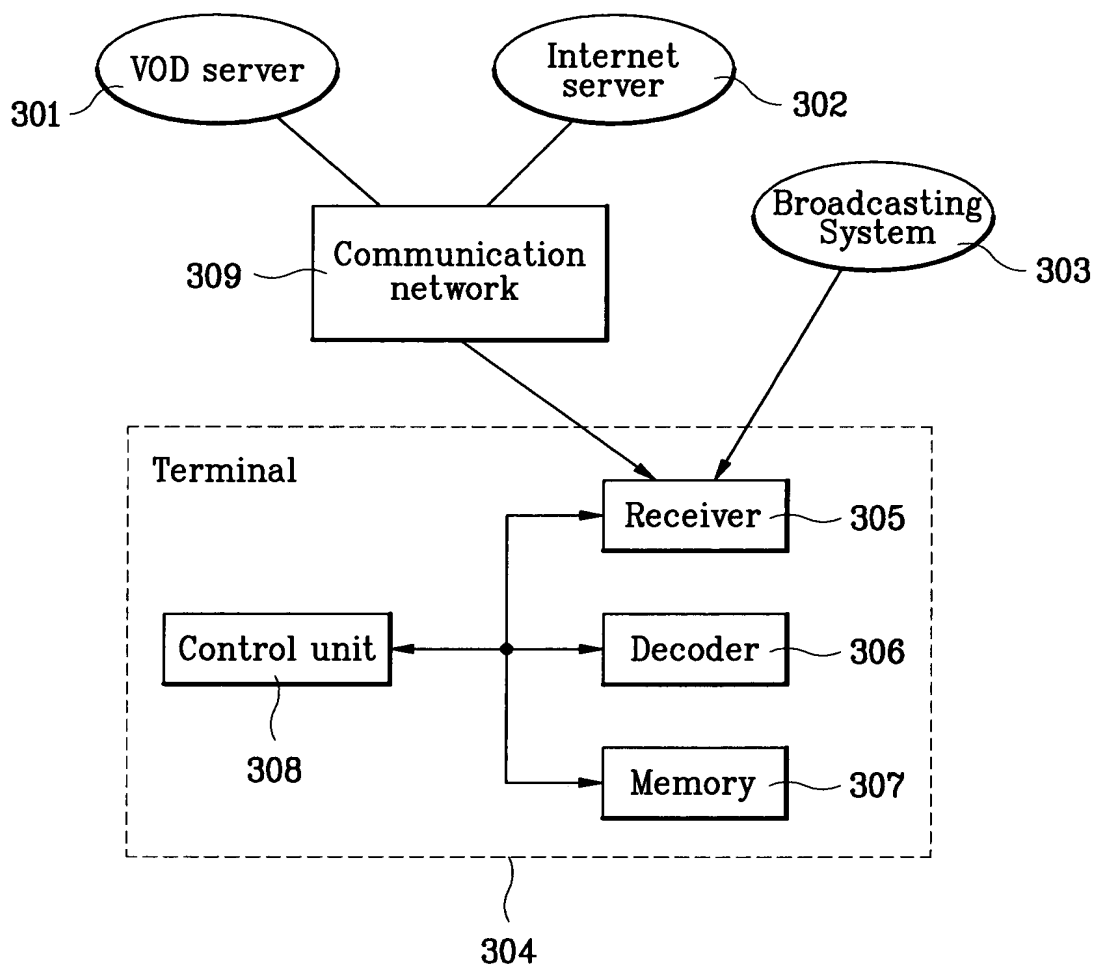 VOD server
301
Internet
server
302
Broadcasting
System
303
Communication
network
309
Terminal
Receiver
305
Control unit
308
Decoder
306
Memory
307
304